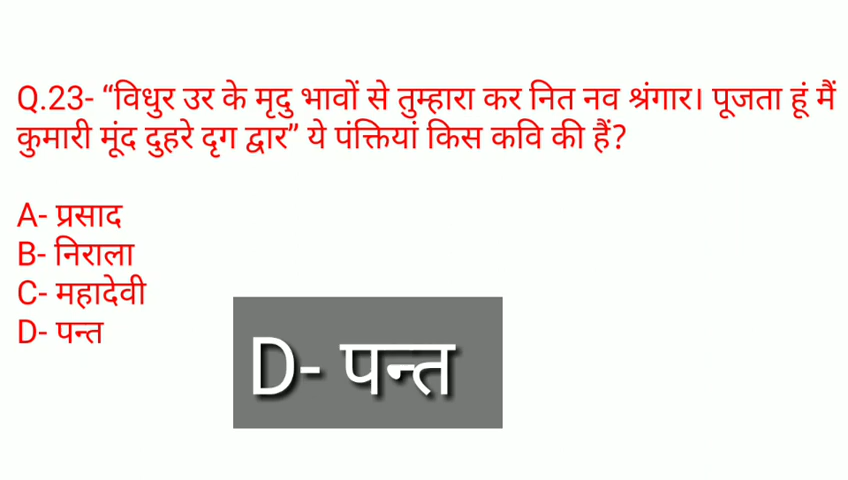 Q.23- “विधुर उर के मृदु भावों से तुम्हारा कर नित नव श्रंगार। पूजता हूं मैं
कुमारी मूंद दुहरे दृग द्वार” ये पंक्तियां किस कवि की हैं?
A- प्रसाद
B- निराला
C- महादेवी
D- पन्त
D- पन्त